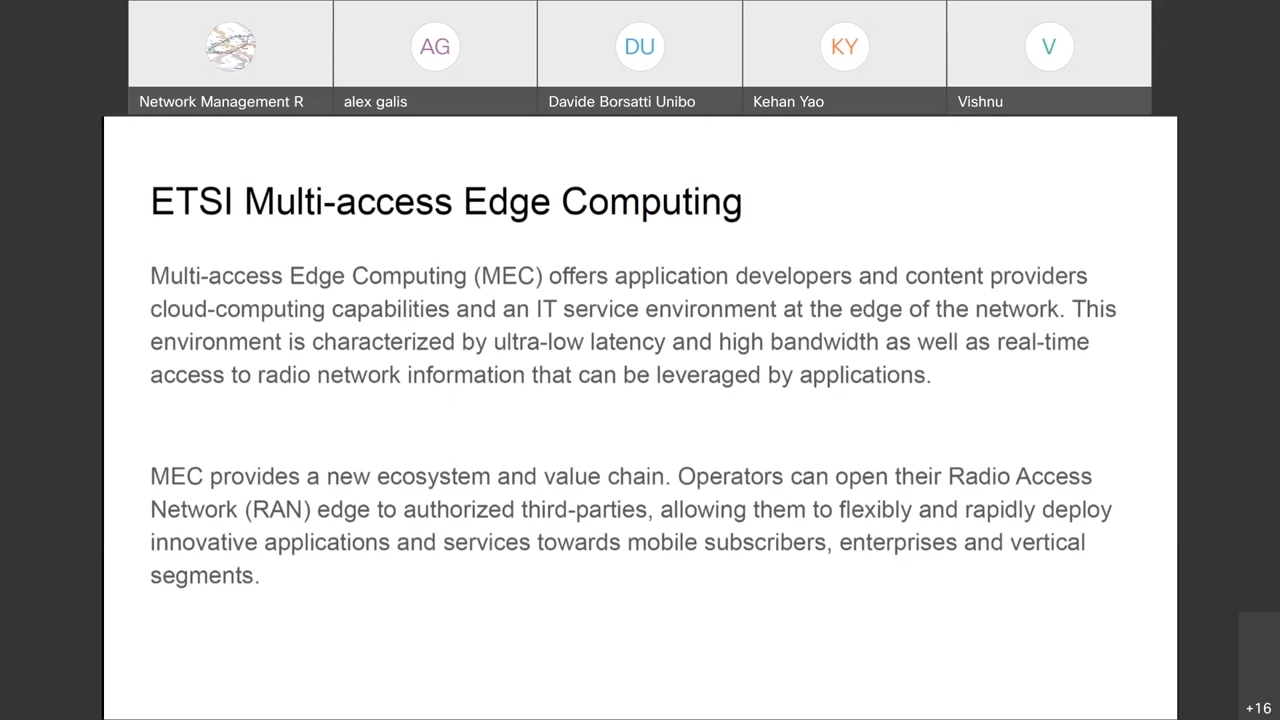 AG
DU
KY
V
Network Management R
alex galis
Davide Borsatti Unibo
Kehan Yao
Vishnu
ETSI Multi-access Edge Computing
Multi-access Edge Computing (MEC) offers application developers and content providers
cloud-computing capabilities and an IT service environment at the edge of the network. This
environment is characterized by ultra-low latency and high bandwidth as well as real-time
access to radio network information that can be leveraged by applications.
MEC provides a new ecosystem and value chain. Operators can open their Radio Access
Network (RAN) edge to authorized third-parties, allowing them to flexibly and rapidly deploy
innovative applications and services towards mobile subscribers, enterprises and vertical
segments.
+16